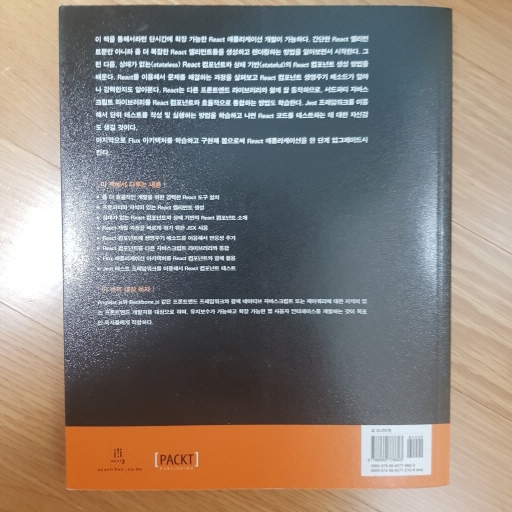 이 책을 통해서라면 단시간에 확장 가능한 React 애플리케이션 개발이 가능하다. 간단한 React 엘리먼
트뿐만 아니라 좀 더 복잡한 React 엘리먼트들을 생성하고 렌더링하는 방법을 알아보면서 시작한다. 그
런 다음, 상태가 없는(stateless) React 컴포넌트와 상태 기반(stateful)의 React 컴포넌트 생성 방법을
배운다. React를 이용해서 문제를 해결하는 과정을 살펴보고 React 컴포넌트 생명주기 메소드가 얼마
나 강력한지도 알아본다. React는 다른 프론트엔드 라이브러리와 함께 잘 동작하므로, 서드파티 자바스
크립트 라이브러리를 React 컴포넌트와 효율적으로 통합하는 방법도 학습한다. Jest 프레임워크를 이용
해서 단위 테스트를 작성 및 실행하는 방법을 학습하고 나면 React 코드를 테스트하는 데 대한 자신감
도 생길 것이다.
마지막으로 Flux 아키텍처를 학습하고 구현해 봄으로써 React 애플리케이션을 한 단계 업그레이드시
킨다.
이 책에서 다루는 내용
좀 더 효율적인 개발을 위한 강력한 React 도구 설치
프로퍼티와 자식이 있는 React 엘리먼트 생성
상태가 없는 React 컴포넌트와 상태 기반의 React 컴포넌트 소개
React 개발 과정을 빠르게 하기 위한 JSX 사용
React 컴포넌트에 생명주기 메소드를 이용해서 반응성 추가
React 컴포넌트를 다른 자바스크립트 라이브러리와 통합
Flux 애플리케이션 아키텍처를 React 컴포넌트와 함께 활용
Jest 테스트 프레임워크를 이용해서 React 컴포넌트 테스트
이 책의 대상 독자
Angular.js와 Backbone.js 같은 프론트엔드 프레임워크와 함께 네이티브 자바스크립트 또는 제이쿼리에 대한 지식이 있
는 프론트엔드 개발자를 대상으로 하며, 유지보수가 가능하고 확장 가능한 웹 사용자 인터페이스를 개발하는 것이 목표
인 독자들에게 적합하다.
[PACKT]
PUBLISHING